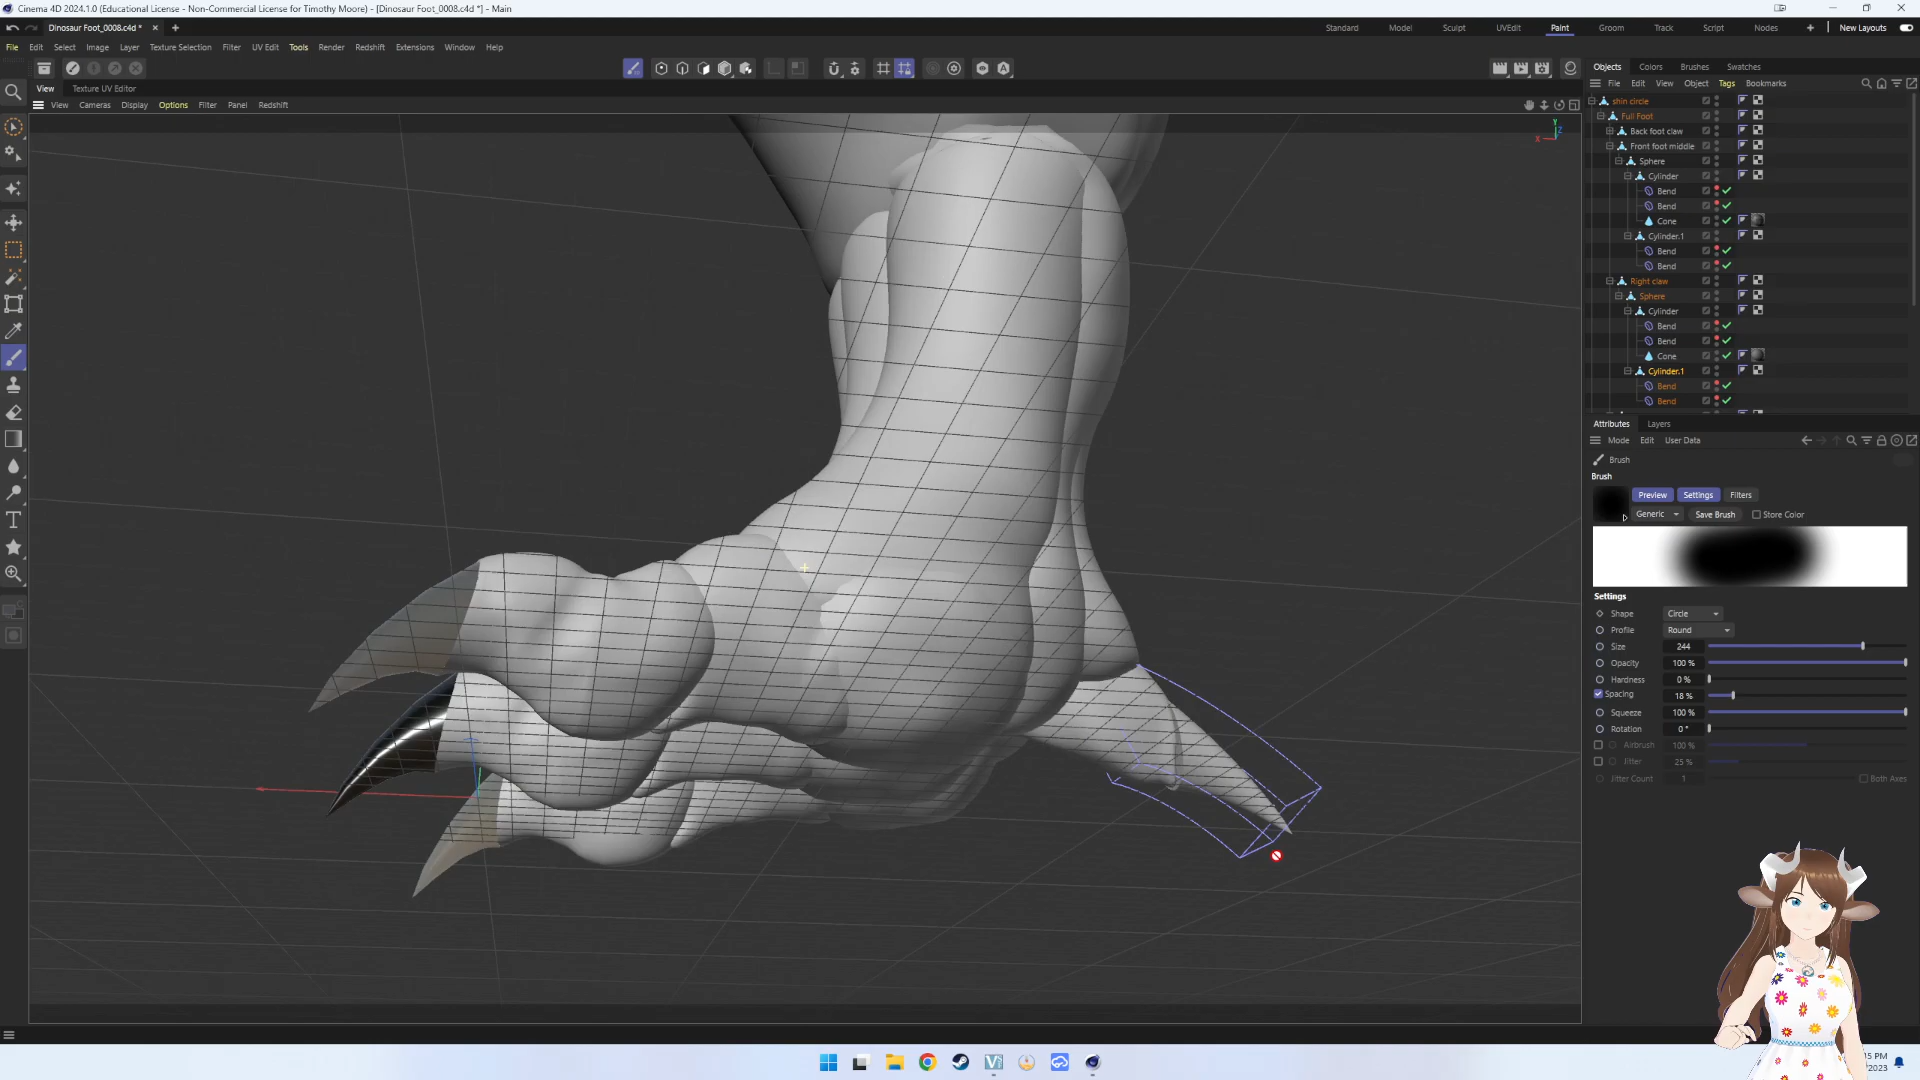 Cinema 4D 2024.1.0 (Educational License - Non-Commercial License for Timothy Moore) - [Dinosaur Foot_0008.c4d *] - Main
Dinosaur Foot_0008.c4d * × +
Standard Model Sculpt UVEdit Paint Groom Track Script Nodes + New Layouts
File Edit Select Image Layer Texture Selection Filter UV Edit Tools Render Redshift Extensions Window Help
View Texture UV Editor
View Cameras Display Options Filter Panel Redshift
Y
Z
X
Objects Colors Brushes Swatches
File Edit View Object Tags Bookmarks
shin circle
Full Foot
Back foot claw
Front foot middle
Sphere
Cylinder
Bend
Bend
Cone
Cylinder.1
Bend
Bend
Right claw
Sphere
Cylinder
Bend
Bend
Cone
Cylinder.1
Bend
Bend
Attributes Layers
Mode Edit User Data
Brush
Brush
Preview Settings Filters
Generic Save Brush Store Color
Settings
Shape Circle
Profile Round
Size 244
Opacity 100 %
Hardness 0 %
Spacing 18 %
Squeeze 100 %
Rotation 0 °
Airbrush 100 %
Jitter 25 %
Jitter Count 1 Both Axes
5 PM
2023